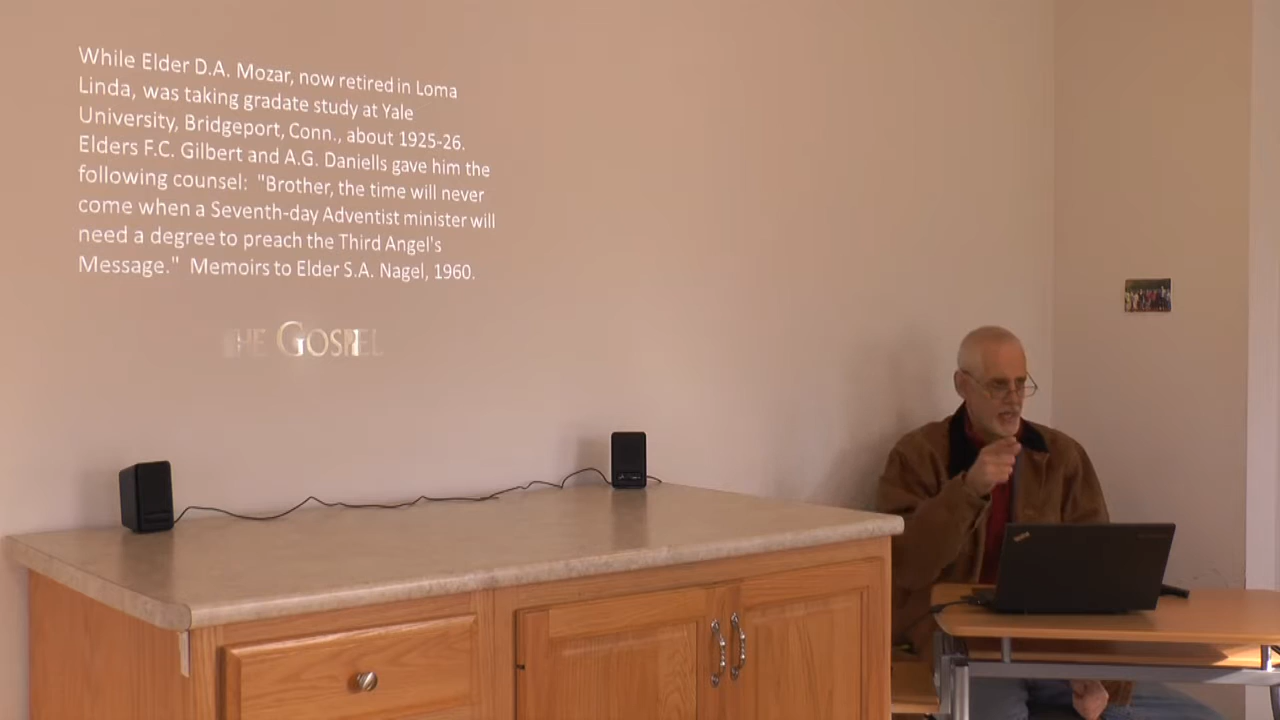 While Elder D.A. Mozar, now retired in Loma
Linda, was taking gradate study at Yale
University, Bridgeport, Conn., about 1925-26.
Elders F.C. Gilbert and A.G. Daniells gave him the
following counsel:  "Brother, the time will never
come when a Seventh-day Adventist minister will
need a degree to preach the Third Angel's
Message."  Memoirs to Elder S.A. Nagel, 1960.
HE GOSPEL